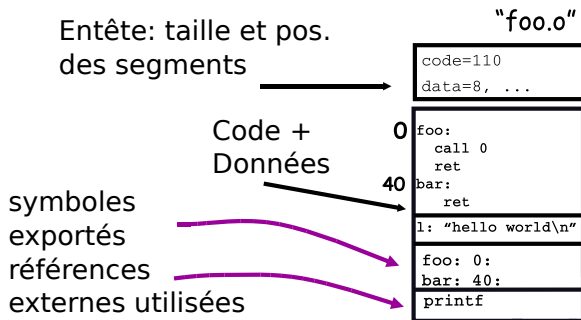 "foo.o"
Entête: taille et pos.
des segments
code=110
data=8, ...
Code +
Données
0
foo:
call 0
ret
40
bar:
ret
l: "hello world\n"
symboles
exportés
références
externes utilisées
foo: 0:
bar: 40:
printf